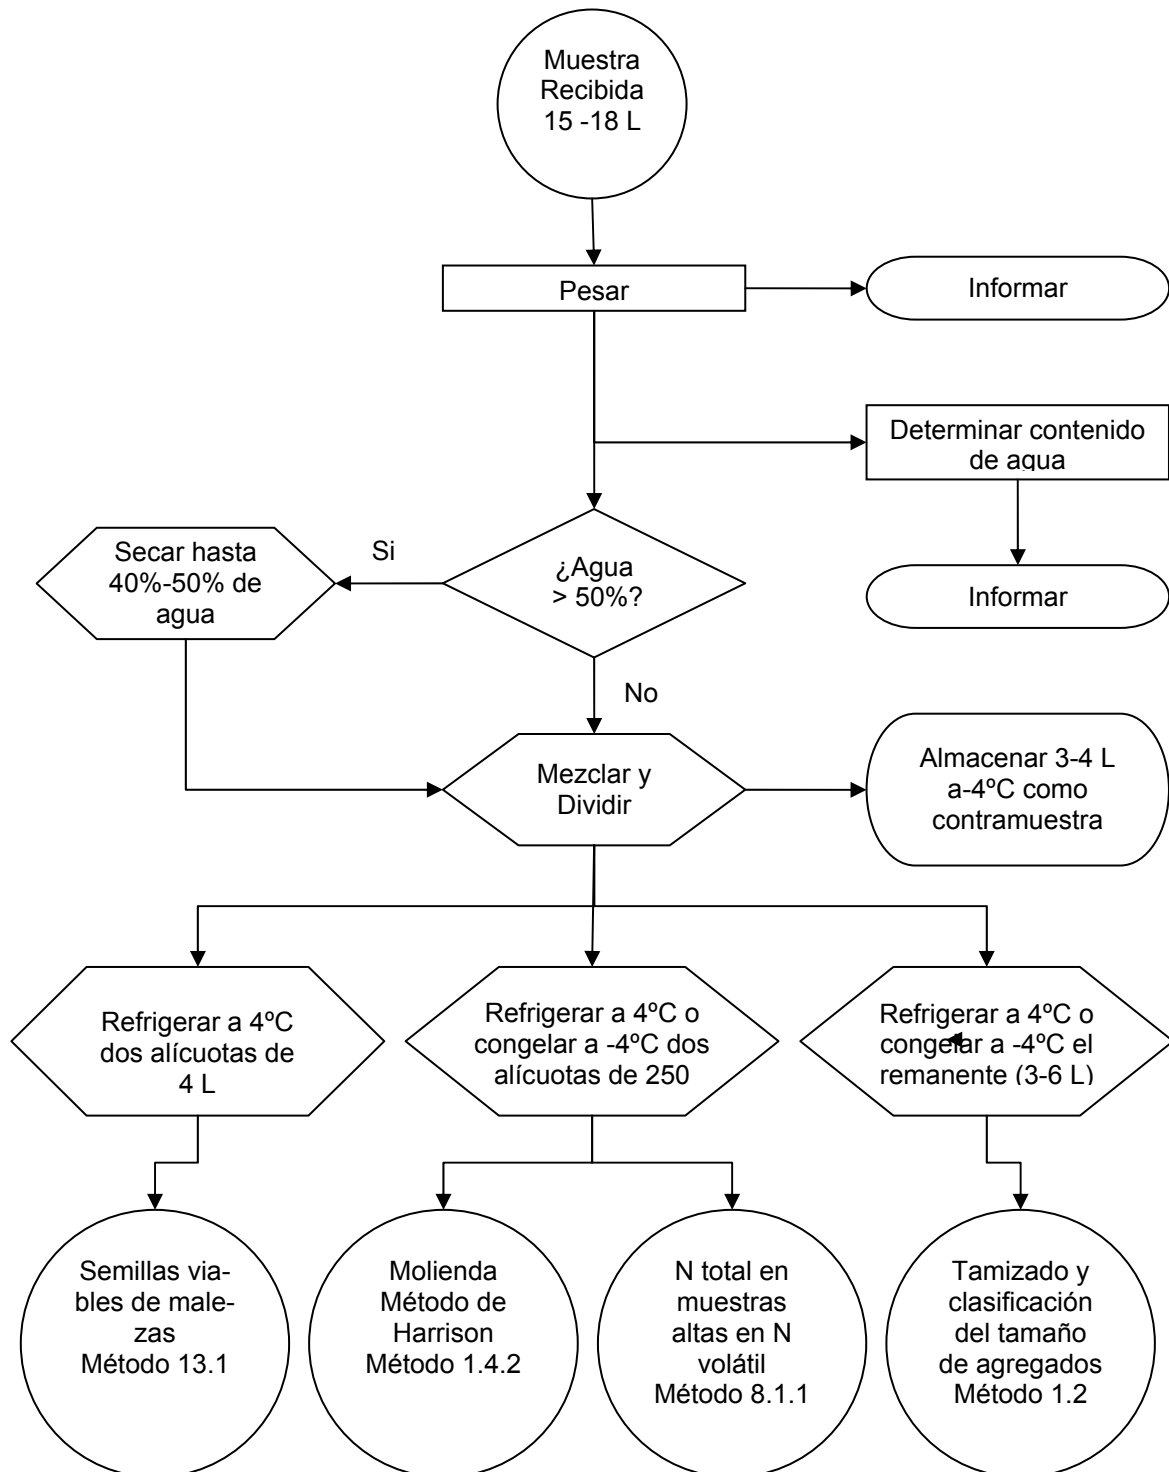 Muestra
Recibida
15 -18 L
Pesar
Informar
Determinar contenido
de agua
Informar
Secar hasta
40%-50% de
agua
Si
¿Agua
> 50%?
No
Mezclar y
Dividir
Almacenar 3-4 L
a-4ºC como
contramuestra
Refrigerar a 4ºC
dos alícuotas de
4 L
Refrigerar a 4ºC o
congelar a -4ºC dos
alícuotas de 250
Refrigerar a 4ºC o
congelar a -4ºC el
remanente (3-6 L)
Semillas via-
bles de male-
zas
Método 13.1
Molienda
Método de
Harrison
Método 1.4.2
N total en
muestras
altas en N
volátil
Método 8.1.1
Tamizado y
clasificación
del tamaño
de agregados
Método 1.2